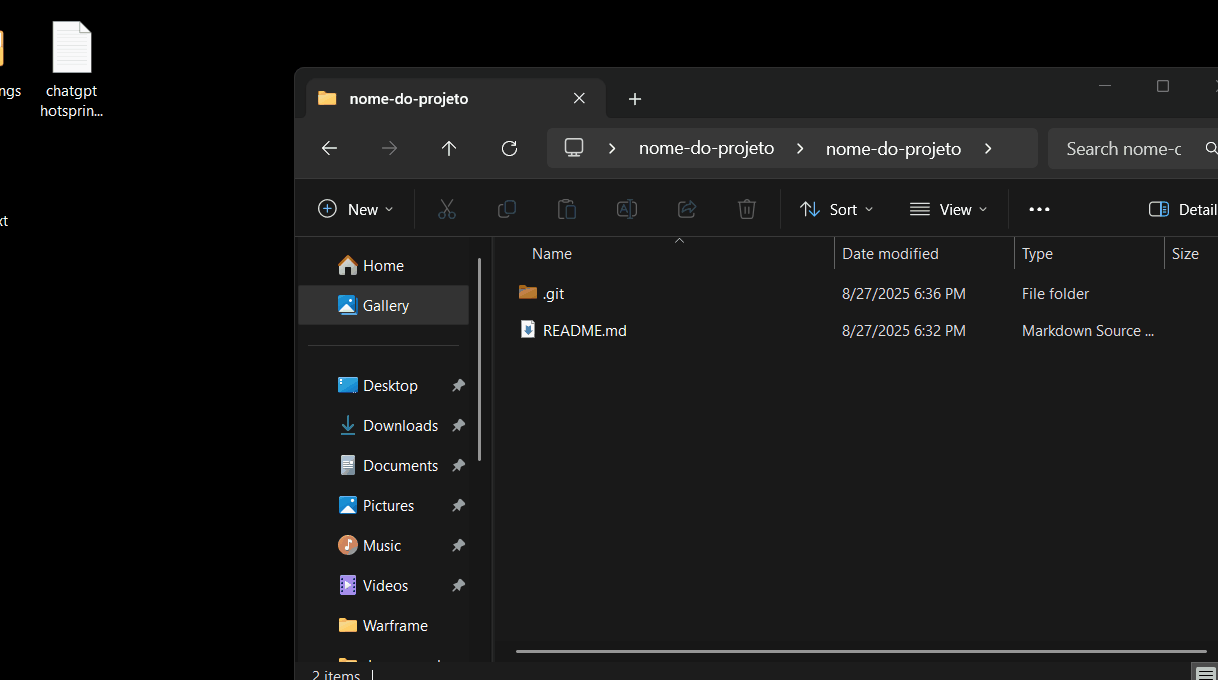 ngs
chatgpt
hotsprin...
xt
nome-do-projeto
nome-do-projeto
nome-do-projeto
Search nome-c
New
Sort
View
Detail
Name
Date modified
Type
Size
.git
8/27/2025 6:36 PM
File folder
README.md
8/27/2025 6:32 PM
Markdown Source ...
Home
Gallery
Desktop
Downloads
Documents
Pictures
Music
Videos
Warframe
2 items